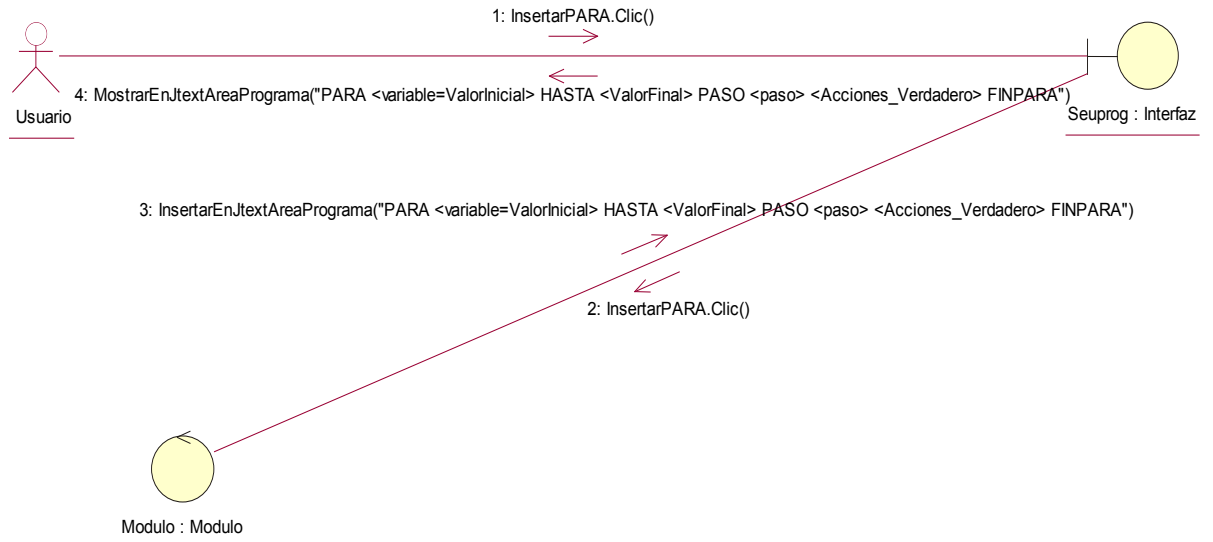 1: InsertarPARA.Clic()
4: MostrarEnJtextAreaPrograma("PARA <variable=ValorInicial> HASTA <ValorFinal> PASO <paso> <Acciones_Verdadero> FINPARA")
Usuario
Seuprog : Interfaz
3: InsertarEnJtextAreaPrograma("PARA <variable=ValorInicial> HASTA <ValorFinal> PASO <paso> <Acciones_Verdadero> FINPARA")
2: InsertarPARA.Clic()
Modulo : Modulo